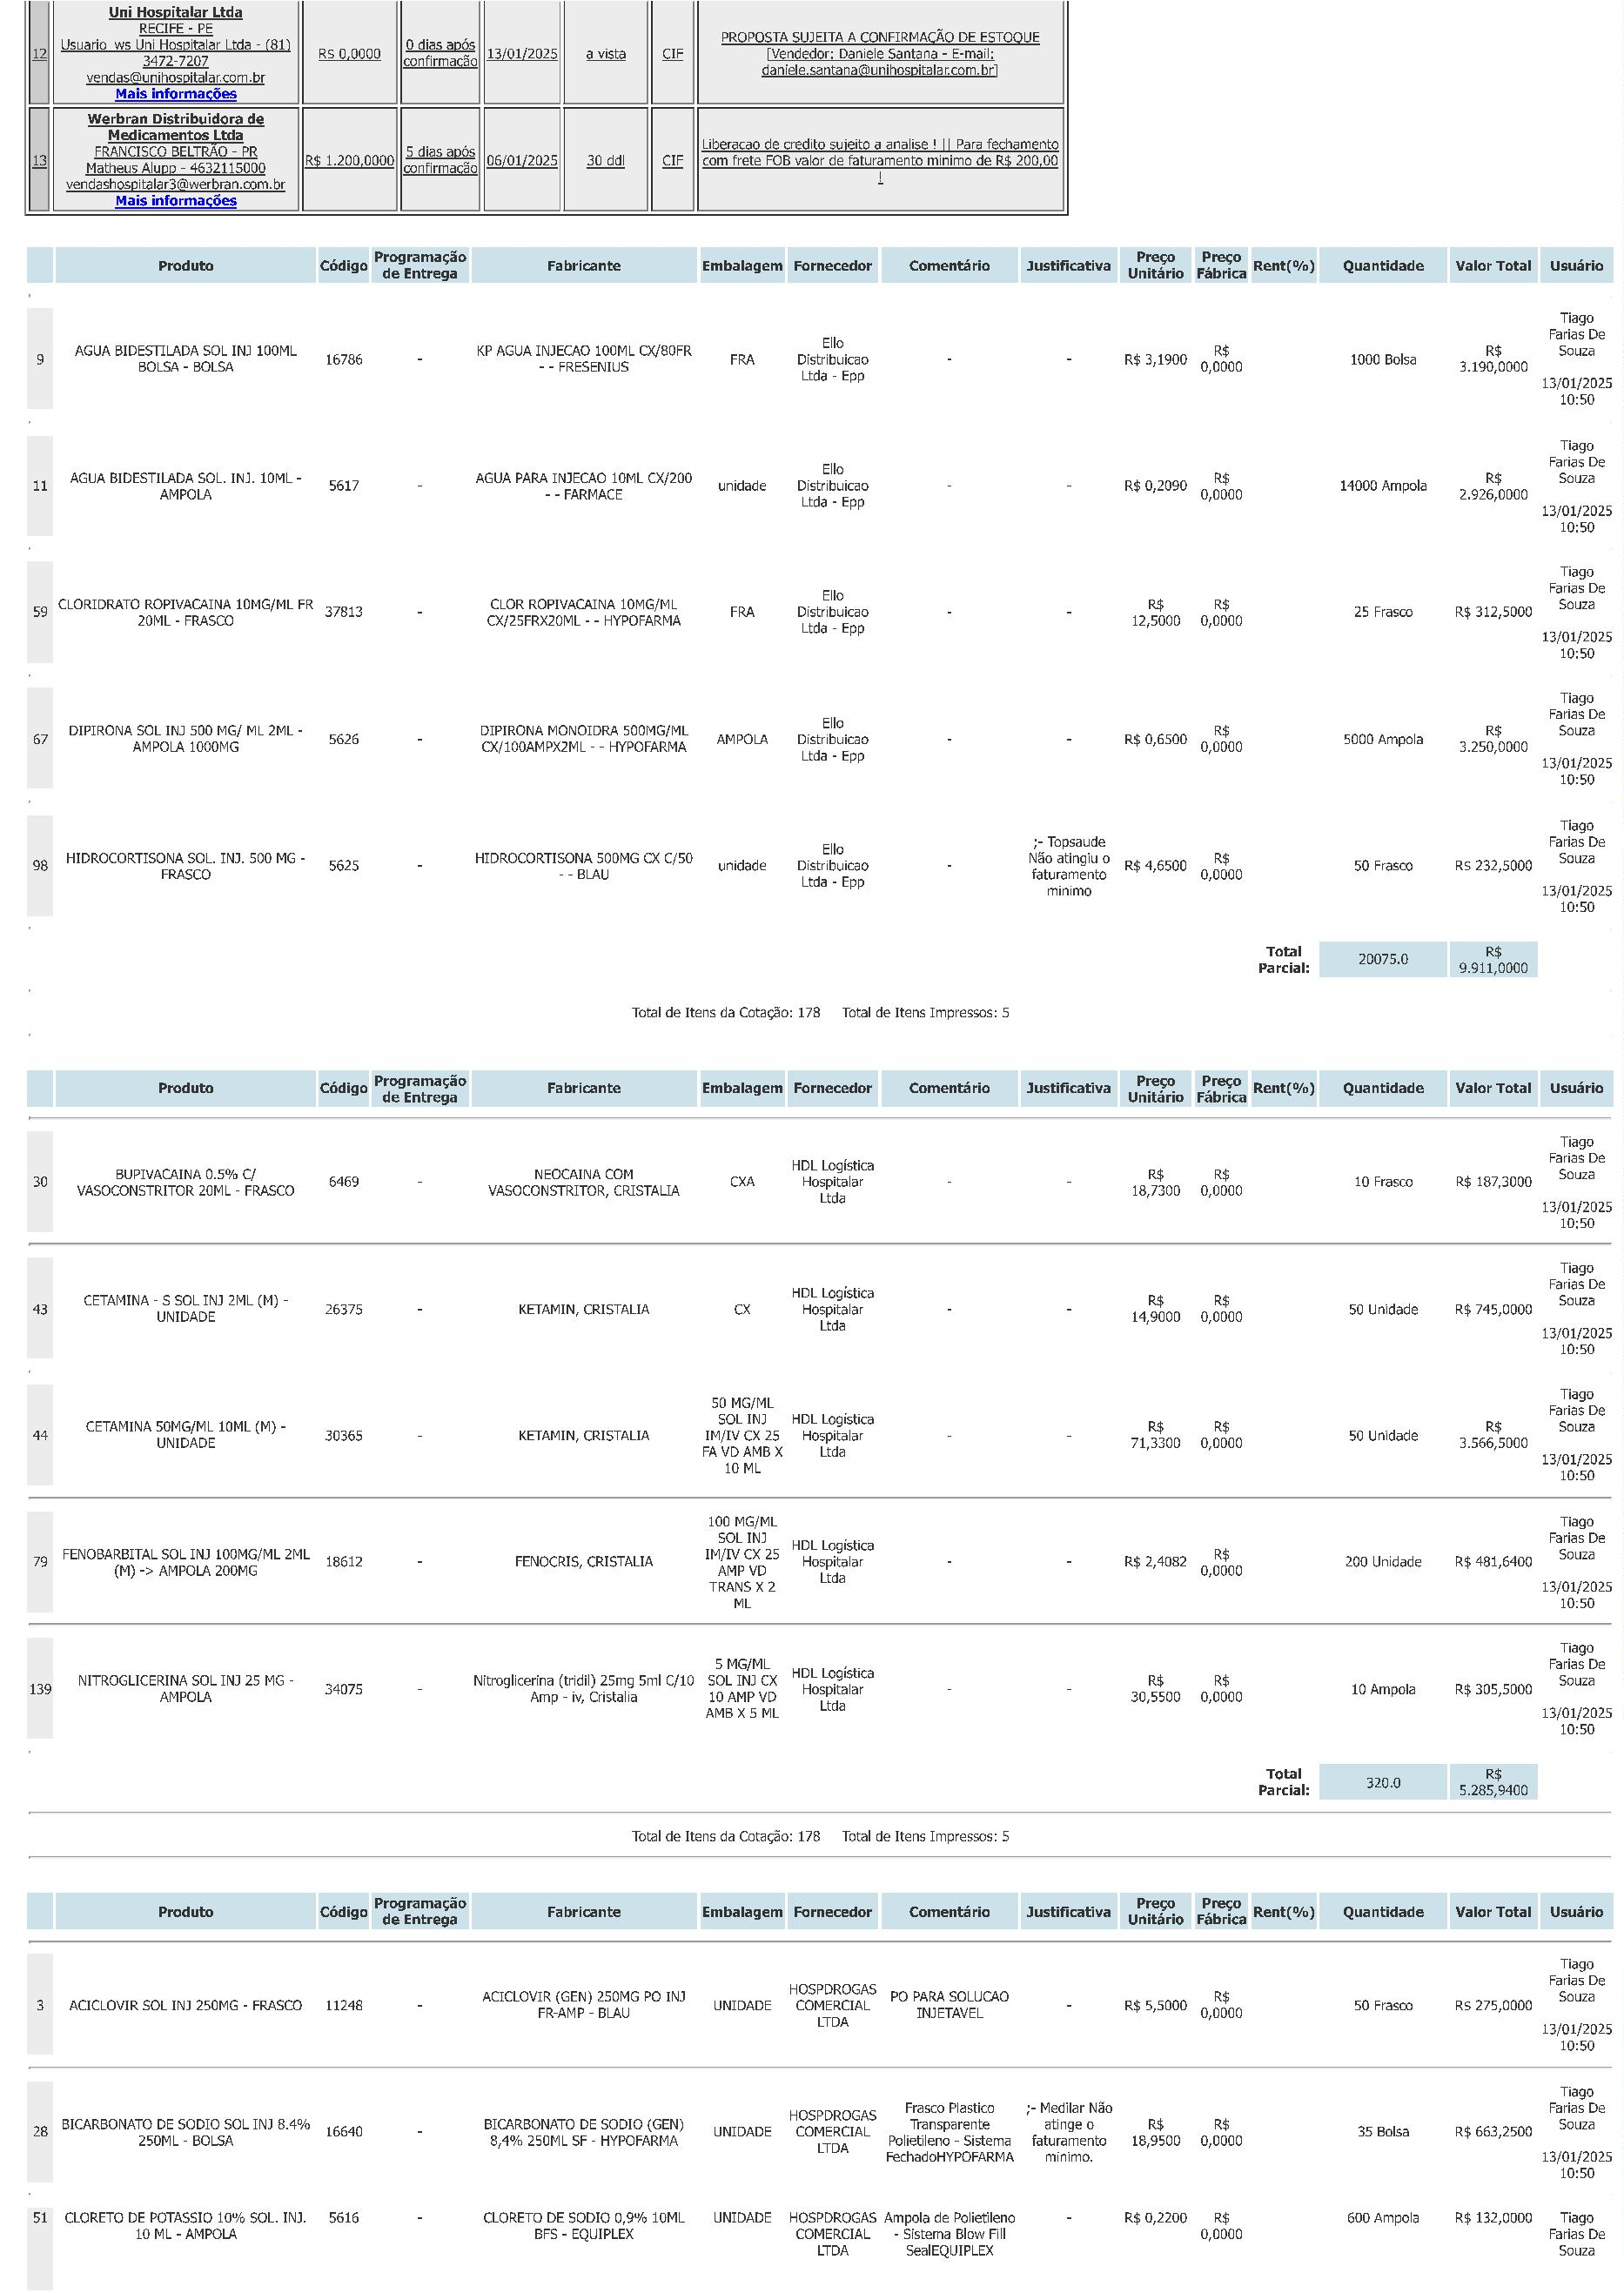 12
Uni Hospitalar Ltda
RECIFE - PE
Usuario_ws Uni Hospitalar Ltda - (81)
3472-7207
vendas@unihospitalar.com.br
Mais informações
R$ 0,0000
0 dias após
confirmação
13/01/2025
a vista
CIF
PROPOSTA SUJEITA A CONFIRMAÇÃO DE ESTOQUE
[Vendedor: Daniele Santana - E-mail:
daniele.santana@unihospitalar.com.br]
13
Werbran Distribuidora de
Medicamentos Ltda
FRANCISCO BELTRÃO - PR
Matheus Alupp - 4632115000
vendashospitalar3@werbran.com.br
Mais informações
R$ 1.200,0000
5 dias após
confirmação
06/01/2025
30 ddl
CIF
Liberacao de credito sujeito a analise ! || Para fechamento
com frete FOB valor de faturamento minimo de R$ 200,00
!
Produto
Código
Programação
de Entrega
Fabricante
Embalagem
Fornecedor
Comentário
Justificativa
Preço
Unitário
Preço
Fábrica
Rent(%)
Quantidade
Valor Total
Usuário
9
AGUA BIDESTILADA SOL INJ 100ML
BOLSA - BOLSA
16786
-
KP AGUA INJECAO 100ML CX/80FR
- - FRESENIUS
FRA
Ello
Distribuicao
Ltda - Epp
-
-
R$ 3,1900
R$
0,0000
1000 Bolsa
R$
3.190,0000
Tiago
Farias De
Souza
13/01/2025
10:50
11
AGUA BIDESTILADA SOL. INJ. 10ML -
AMPOLA
5617
-
AGUA PARA INJECAO 10ML CX/200
- - FARMACE
unidade
Ello
Distribuicao
Ltda - Epp
-
-
R$ 0,2090
R$
0,0000
14000 Ampola
R$
2.926,0000
Tiago
Farias De
Souza
13/01/2025
10:50
59
CLORIDRATO ROPIVACAINA 10MG/ML FR
20ML - FRASCO
37813
-
CLOR ROPIVACAINA 10MG/ML
CX/25FRX20ML - - HYPOFARMA
FRA
Ello
Distribuicao
Ltda - Epp
-
-
R$
12,5000
R$
0,0000
25 Frasco
R$ 312,5000
Tiago
Farias De
Souza
13/01/2025
10:50
67
DIPIRONA SOL INJ 500 MG/ ML 2ML -
AMPOLA 1000MG
5626
-
DIPIRONA MONOIDRA 500MG/ML
CX/100AMPX2ML - - HYPOFARMA
AMPOLA
Ello
Distribuicao
Ltda - Epp
-
-
R$ 0,6500
R$
0,0000
5000 Ampola
R$
3.250,0000
Tiago
Farias De
Souza
13/01/2025
10:50
98
HIDROCORTISONA SOL. INJ. 500 MG -
FRASCO
5625
-
HIDROCORTISONA 500MG CX C/50
- - BLAU
unidade
Ello
Distribuicao
Ltda - Epp
-
;- Topsaude
Não atingiu o
faturamento
minimo
R$ 4,6500
R$
0,0000
50 Frasco
R$ 232,5000
Tiago
Farias De
Souza
13/01/2025
10:50
Total
Parcial:
20075.0
R$
9.911,0000
Total de Itens da Cotação: 178 Total de Itens Impressos: 5
Produto
Código
Programação
de Entrega
Fabricante
Embalagem
Fornecedor
Comentário
Justificativa
Preço
Unitário
Preço
Fábrica
Rent(%)
Quantidade
Valor Total
Usuário
30
BUPIVACAINA 0.5% C/
VASOCONSTRITOR 20ML - FRASCO
6469
-
NEOCAINA COM
VASOCONSTRITOR, CRISTALIA
CXA
HDL Logística
Hospitalar
Ltda
-
-
R$
18,7300
R$
0,0000
10 Frasco
R$ 187,3000
Tiago
Farias De
Souza
13/01/2025
10:50
43
CETAMINA - S SOL INJ 2ML (M) -
UNIDADE
26375
-
KETAMIN, CRISTALIA
CX
HDL Logística
Hospitalar
Ltda
-
-
R$
14,9000
R$
0,0000
50 Unidade
R$ 745,0000
Tiago
Farias De
Souza
13/01/2025
10:50
44
CETAMINA 50MG/ML 10ML (M) -
UNIDADE
30365
-
KETAMIN, CRISTALIA
50 MG/ML
SOL INJ
IM/IV CX 25
FA VD AMB X
10 ML
HDL Logística
Hospitalar
Ltda
-
-
R$
71,3300
R$
0,0000
50 Unidade
R$
3.566,5000
Tiago
Farias De
Souza
13/01/2025
10:50
79
FENOBARBITAL SOL INJ 100MG/ML 2ML
(M) -> AMPOLA 200MG
18612
-
FENOCRIS, CRISTALIA
100 MG/ML
SOL INJ
IM/IV CX 25
AMP VD
TRANS X 2
ML
HDL Logística
Hospitalar
Ltda
-
-
R$ 2,4082
R$
0,0000
200 Unidade
R$ 481,6400
Tiago
Farias De
Souza
13/01/2025
10:50
139
NITROGLICERINA SOL INJ 25 MG -
AMPOLA
34075
-
Nitroglicerina (tridil) 25mg 5ml C/10
Amp - iv, Cristalia
5 MG/ML
SOL INJ CX
10 AMP VD
AMB X 5 ML
HDL Logística
Hospitalar
Ltda
-
-
R$
30,5500
R$
0,0000
10 Ampola
R$ 305,5000
Tiago
Farias De
Souza
13/01/2025
10:50
Total
Parcial:
320.0
R$
5.285,9400
Total de Itens da Cotação: 178 Total de Itens Impressos: 5
Produto
Código
Programação
de Entrega
Fabricante
Embalagem
Fornecedor
Comentário
Justificativa
Preço
Unitário
Preço
Fábrica
Rent(%)
Quantidade
Valor Total
Usuário
3
ACICLOVIR SOL INJ 250MG - FRASCO
11248
-
ACICLOVIR (GEN) 250MG PO INJ
FR-AMP - BLAU
UNIDADE
HOSPDROGAS
COMERCIAL
LTDA
PO PARA SOLUCAO
INJETAVEL
-
R$ 5,5000
R$
0,0000
50 Frasco
R$ 275,0000
Tiago
Farias De
Souza
13/01/2025
10:50
28
BICARBONATO DE SODIO SOL INJ 8.4%
250ML - BOLSA
16640
-
BICARBONATO DE SODIO (GEN)
8,4% 250ML SF - HYPOFARMA
UNIDADE
HOSPDROGAS
COMERCIAL
LTDA
Frasco Plastico
Transparente
Polietileno - Sistema
FechadoHYPOFARMA
;- Medilar Não
atinge o
faturamento
mínimo.
R$
18,9500
R$
0,0000
35 Bolsa
R$ 663,2500
Tiago
Farias De
Souza
13/01/2025
10:50
51
CLORETO DE POTASSIO 10% SOL. INJ.
10 ML - AMPOLA
5616
-
CLORETO DE SODIO 0,9% 10ML
BFS - EQUIPLEX
UNIDADE
HOSPDROGAS
COMERCIAL
LTDA
Ampola de Polietileno
- Sistema Blow Fill
SealEQUIPLEX
-
R$ 0,2200
R$
0,0000
600 Ampola
R$ 132,0000
Tiago
Farias De
Souza